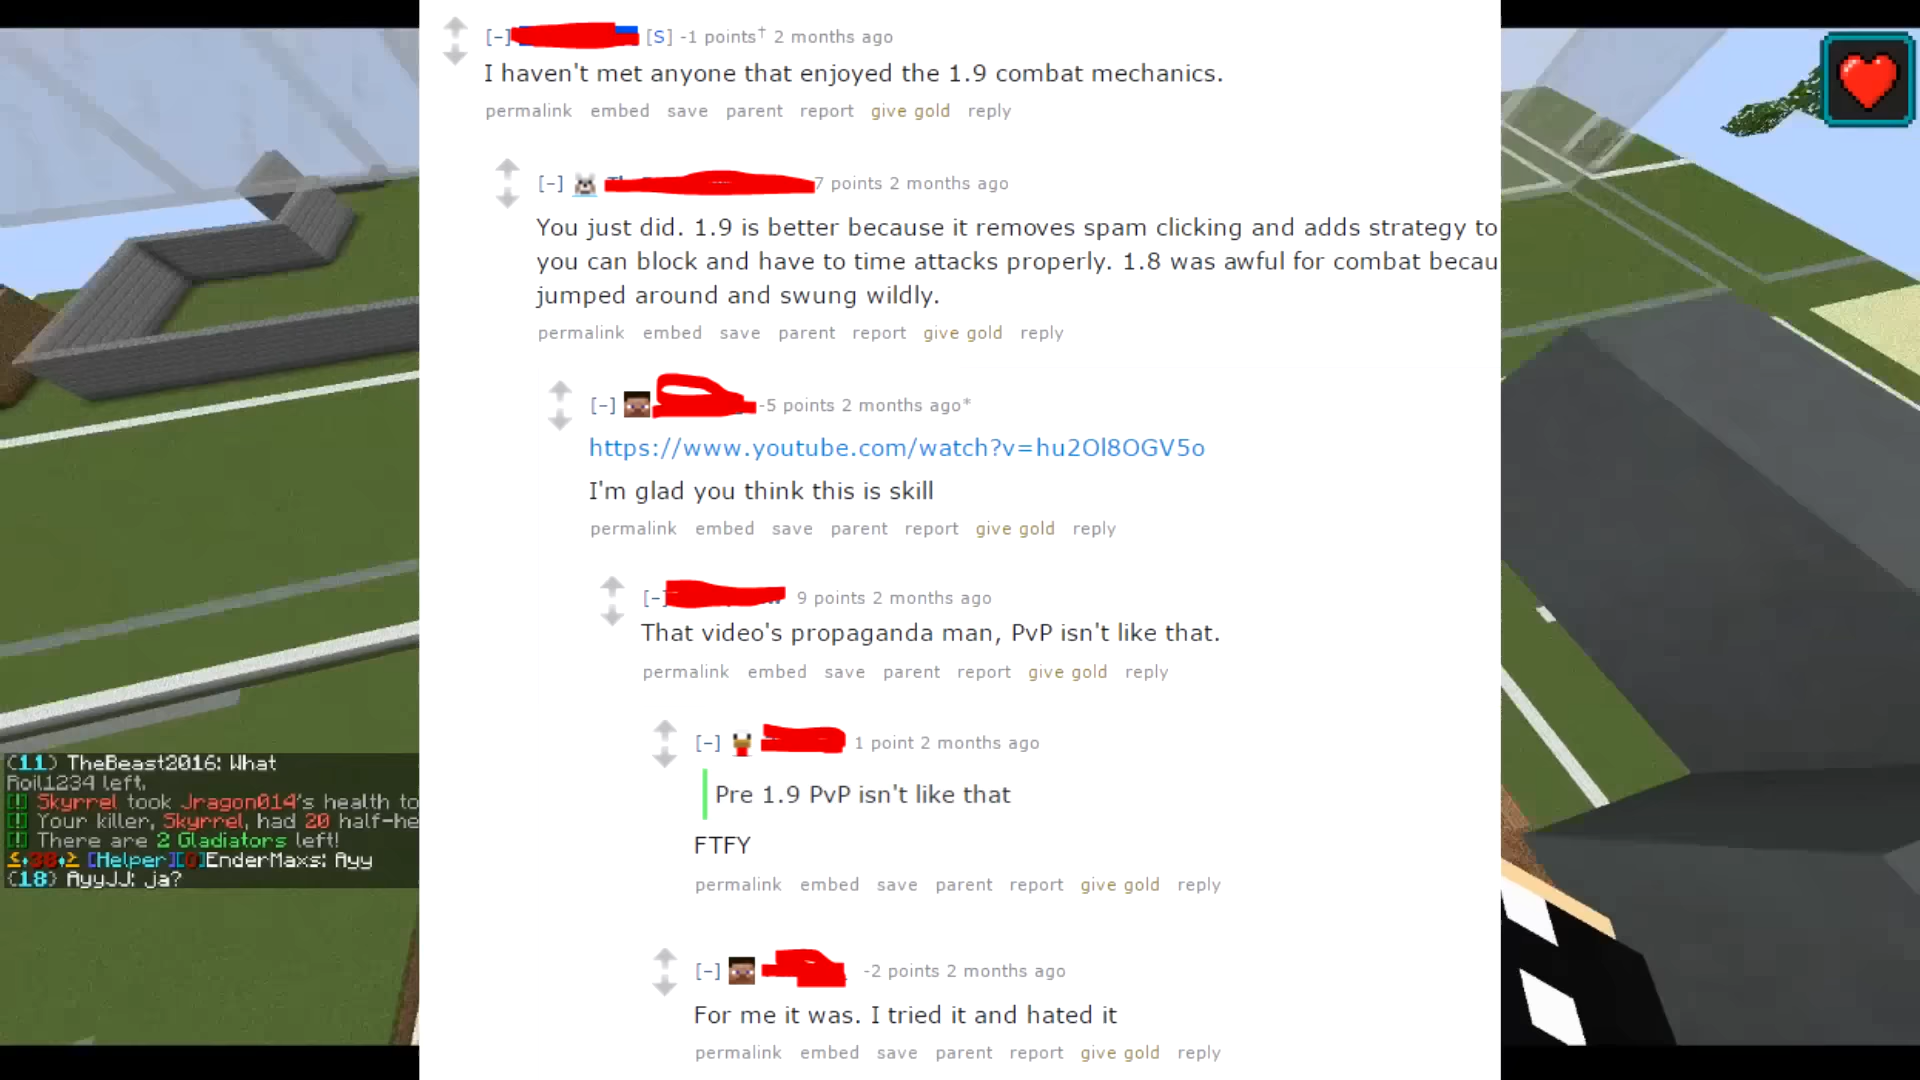 [-] [S] -1 points† 2 months ago
I haven't met anyone that enjoyed the 1.9 combat mechanics.
permalink embed save parent report give gold reply
[-] 7 points 2 months ago
You just did. 1.9 is better because it removes spam clicking and adds strategy to
you can block and have to time attacks properly. 1.8 was awful for combat becau
jumped around and swung wildly.
permalink embed save parent report give gold reply
[-] -5 points 2 months ago*
https://www.youtube.com/watch?v=hu2Ol8OGV5o
I'm glad you think this is skill
permalink embed save parent report give gold reply
[-] 9 points 2 months ago
That video's propaganda man, PvP isn't like that.
permalink embed save parent report give gold reply
[-] 1 point 2 months ago
Pre 1.9 PvP isn't like that
FTFY
permalink embed save parent report give gold reply
[-] -2 points 2 months ago
For me it was. I tried it and hated it
permalink embed save parent report give gold reply
(11) TheBeast2016: What
Roil1234 left.
[!] Skyrrel took Jragon014's health to
[!] Your killer, Skyrrel, had 20 half-he
[!] There are 2 Gladiators left!
[Helper] EnderMaxs: Ayy
(18) AyyJJ: ja?